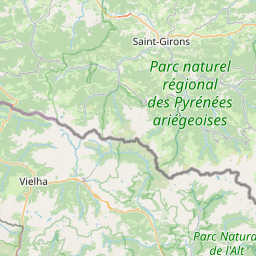 Saint-Girons
Parc naturel
régional
des Pyrénées
ariégeoises
Vielha
Parc Natura
de l'Alt